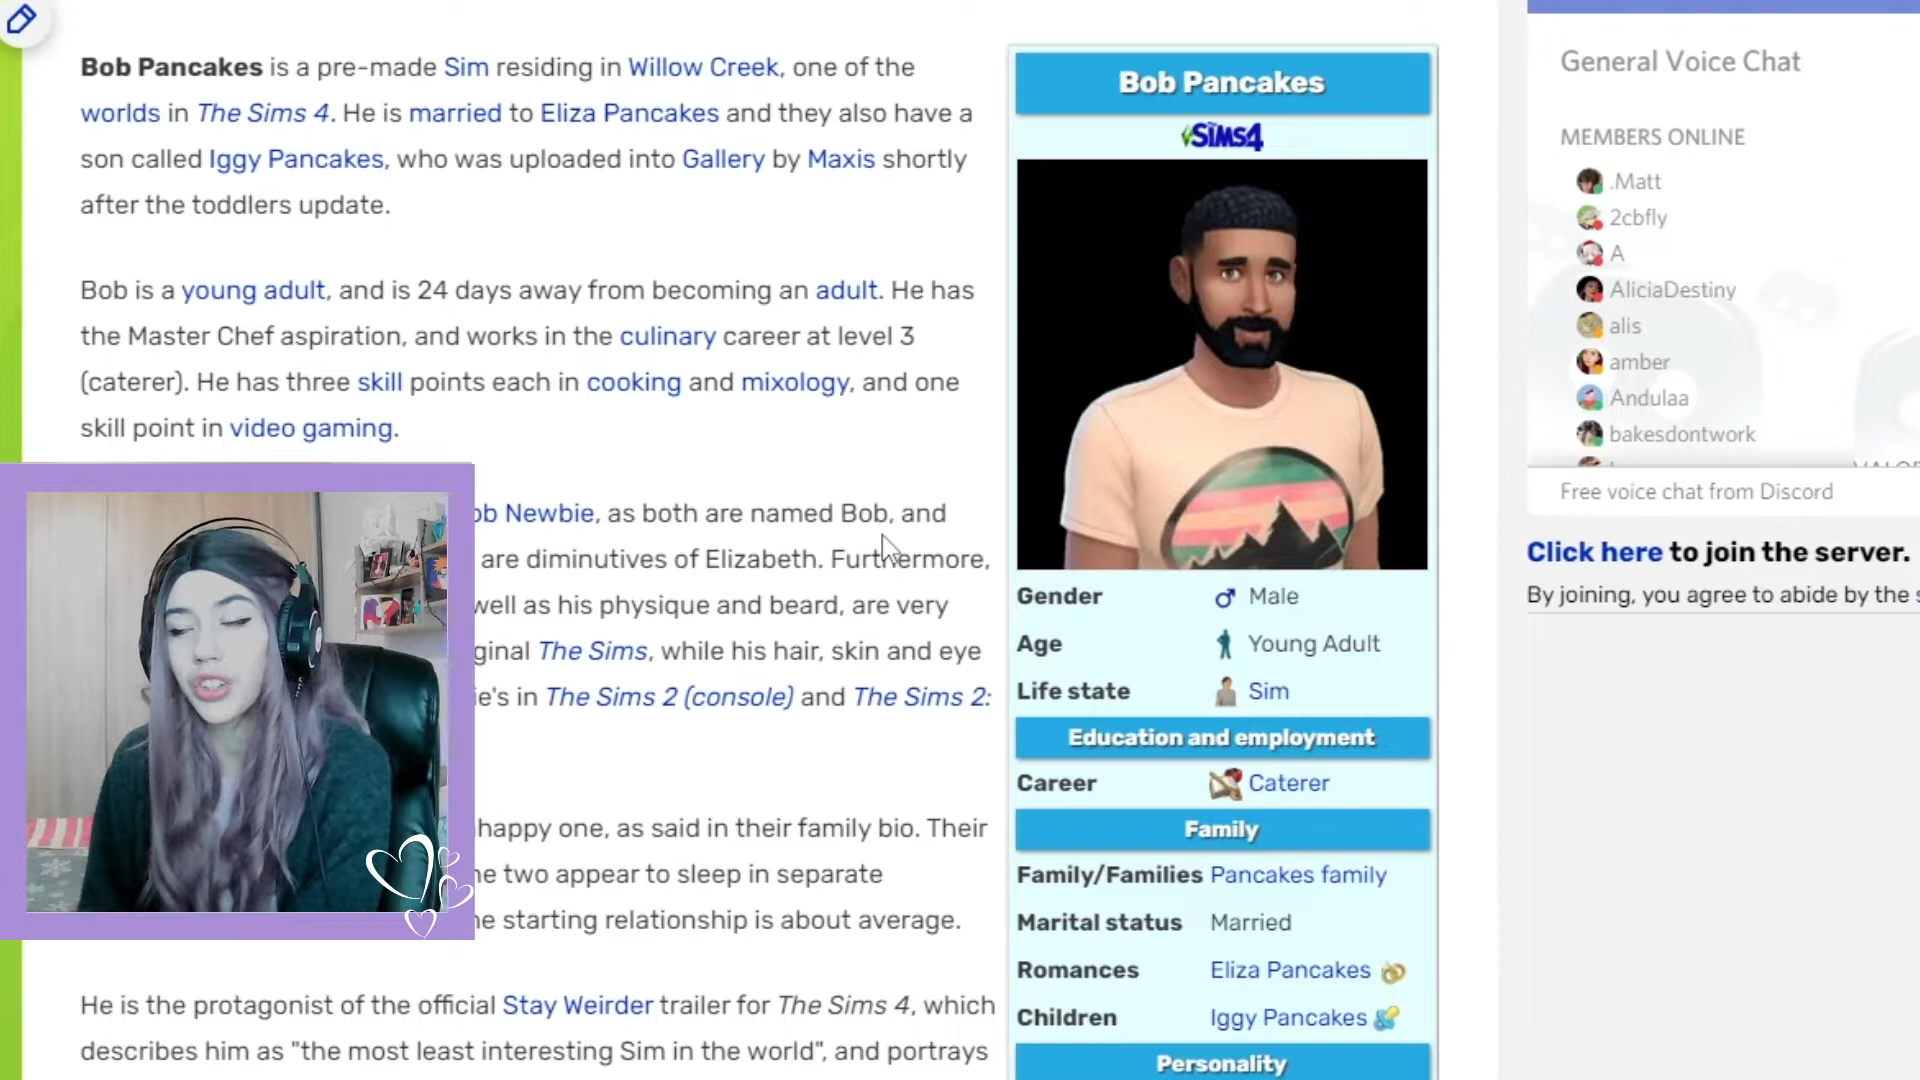 Bob Pancakes is a pre-made Sim residing in Willow Creek, one of the
worlds in The Sims 4. He is married to Eliza Pancakes and they also have a
son called Iggy Pancakes, who was uploaded into Gallery by Maxis shortly
after the toddlers update.
Bob is a young adult, and is 24 days away from becoming an adult. He has
the Master Chef aspiration, and works in the culinary career at level 3
(caterer). He has three skill points each in cooking and mixology, and one
skill point in video gaming.
Newbie, as both are named Bob, and
are diminutives of Elizabeth. Furthermore,
well as his physique and beard, are very
The Sims, while his hair, skin and eye
in The Sims 2 (console) and The Sims 2:
happy one, as said in their family bio. Their
two appear to sleep in separate
starting relationship is about average.
He is the protagonist of the official Stay Weirder trailer for The Sims 4, which
describes him as "the most least interesting Sim in the world", and portrays
Bob Pancakes
The SIMS 4
Gender Male
Age Young Adult
Life state Sim
Education and employment
Career Caterer
Family
Family/Families Pancakes family
Marital status Married
Romances Eliza Pancakes
Children Iggy Pancakes
Personality
General Voice Chat
MEMBERS ONLINE
.Matt
2cbfly
A
AliciaDestiny
alis
amber
Andulaa
bakesdontwork
Free voice chat from Discord
Click here to join the server.
By joining, you agree to abide by the